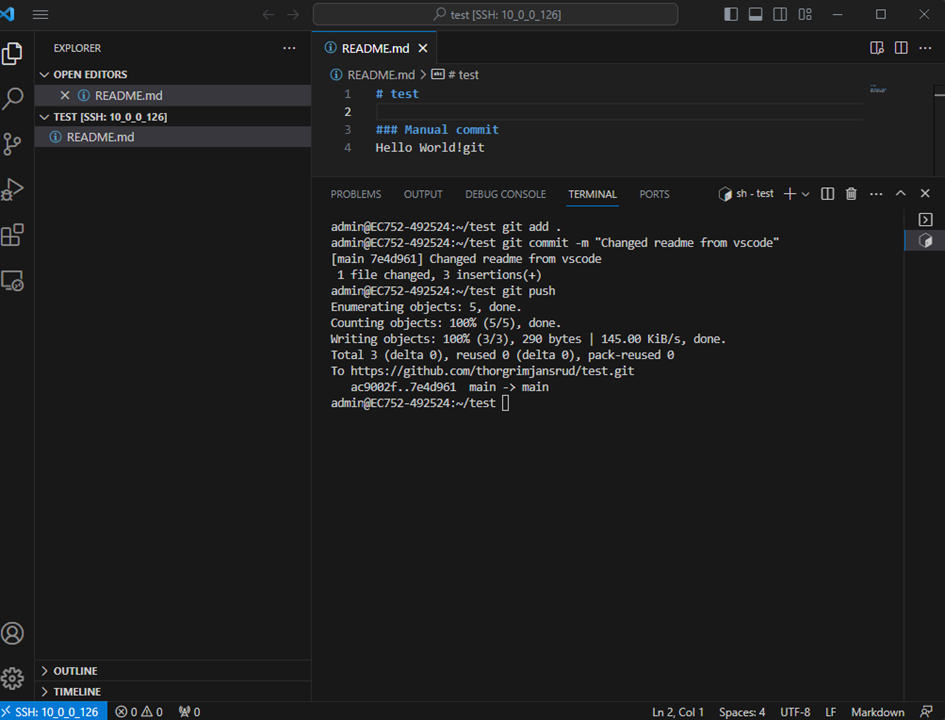 test [SSH: 10_0_0_126]
EXPLORER
OPEN EDITORS
README.md
TEST [SSH: 10_0_0_126]
README.md
OUTLINE
TIMELINE
README.md
README.md > # test
1 # test
2
3 ### Manual commit
4 Hello World!git
PROBLEMS OUTPUT DEBUG CONSOLE TERMINAL PORTS sh - test
admin@EC752-492524:~/test git add .
admin@EC752-492524:~/test git commit -m "Changed readme from vscode"
[main 7e4d961] Changed readme from vscode
1 file changed, 3 insertions(+)
admin@EC752-492524:~/test git push
Enumerating objects: 5, done.
Counting objects: 100% (5/5), done.
Writing objects: 100% (3/3), 290 bytes | 145.00 KiB/s, done.
Total 3 (delta 0), reused 0 (delta 0), pack-reused 0
To https://github.com/thorgrimjansrud/test.git
ac9002f..7e4d961 main -> main
admin@EC752-492524:~/test
SSH: 10_0_0_126 0 0 0 Ln 2, Col 1 Spaces: 4 UTF-8 LF Markdown